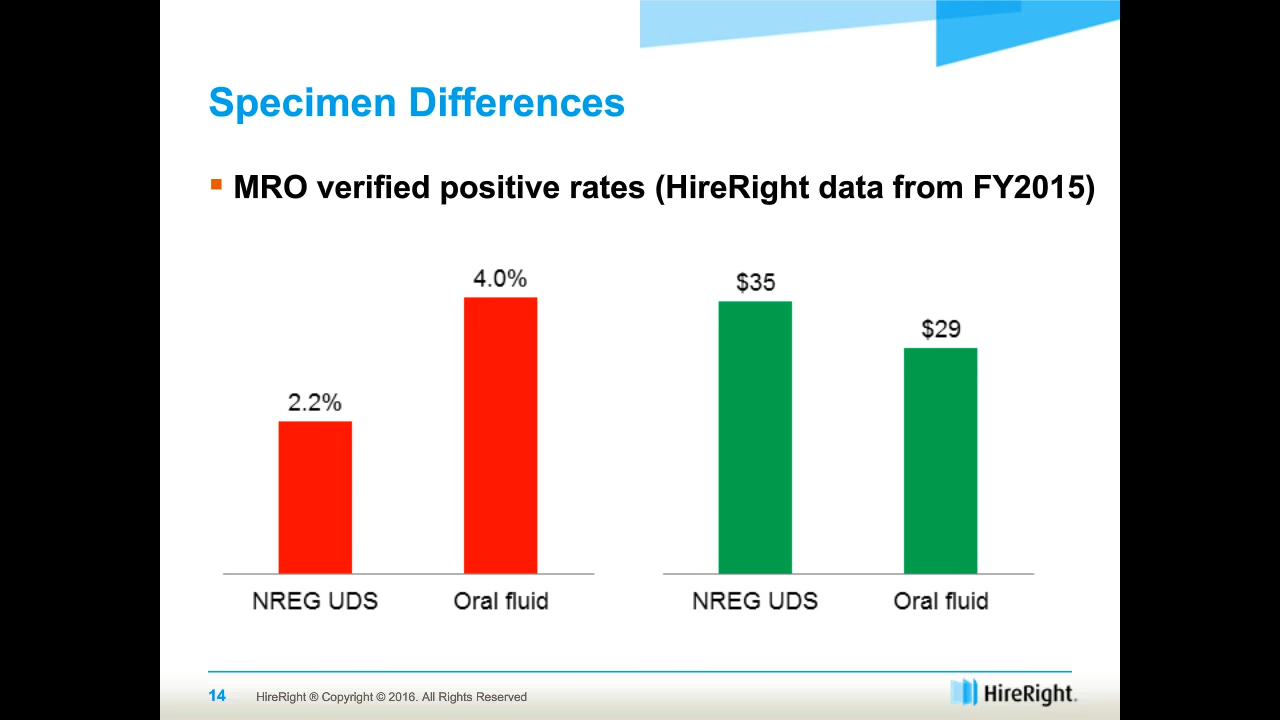 Specimen Differences
▪ MRO verified positive rates (HireRight data from FY2015)
4.0%
2.2%
NREG UDS Oral fluid
$35
$29
NREG UDS Oral fluid
14 HireRight ® Copyright © 2016. All Rights Reserved
HireRight.